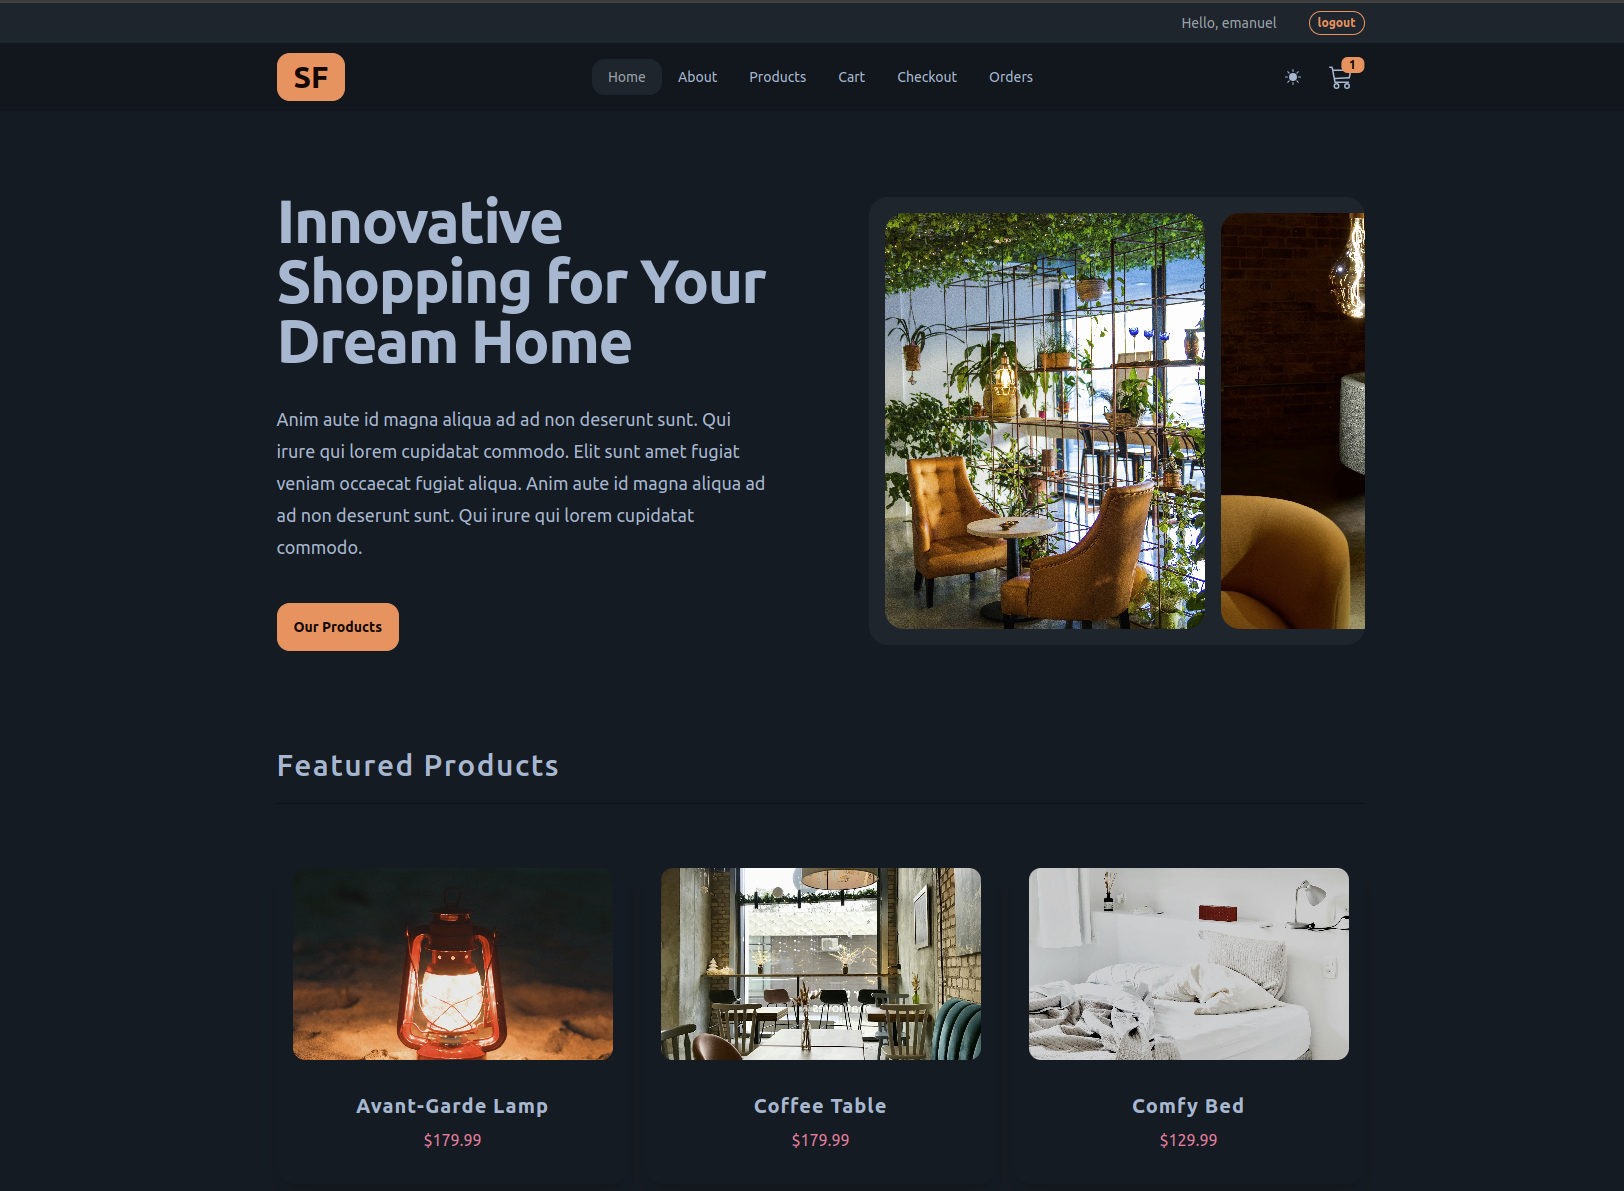 Hello, emanuel logout
SF Home About Products Cart Checkout Orders 1
Innovative
Shopping for Your
Dream Home
Anim aute id magna aliqua ad ad non deserunt sunt. Qui
irure qui lorem cupidatat commodo. Elit sunt amet fugiat
veniam occaecat fugiat aliqua. Anim aute id magna aliqua ad
ad non deserunt sunt. Qui irure qui lorem cupidatat
commodo.
Our Products
Featured Products
Avant-Garde Lamp
$179.99
Coffee Table
$179.99
Comfy Bed
$129.99